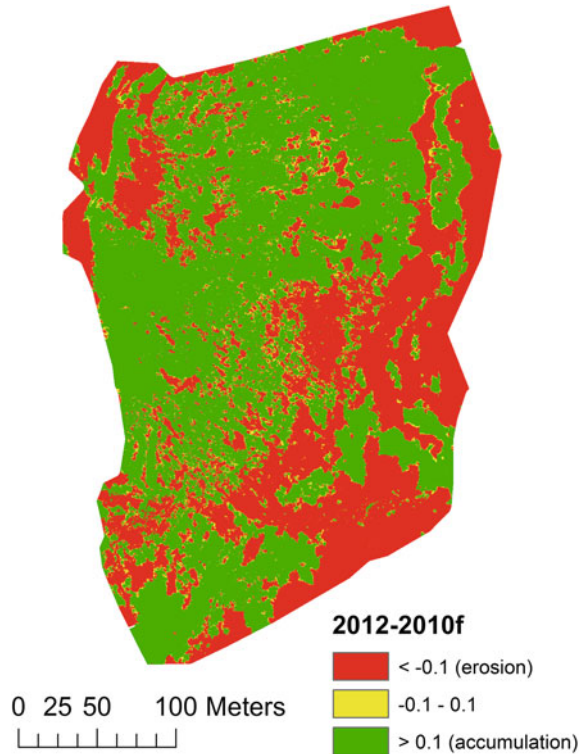 2012-2010f
< -0.1 (erosion)
-0.1 - 0.1
> 0.1 (accumulation)
0 25 50 100 Meters